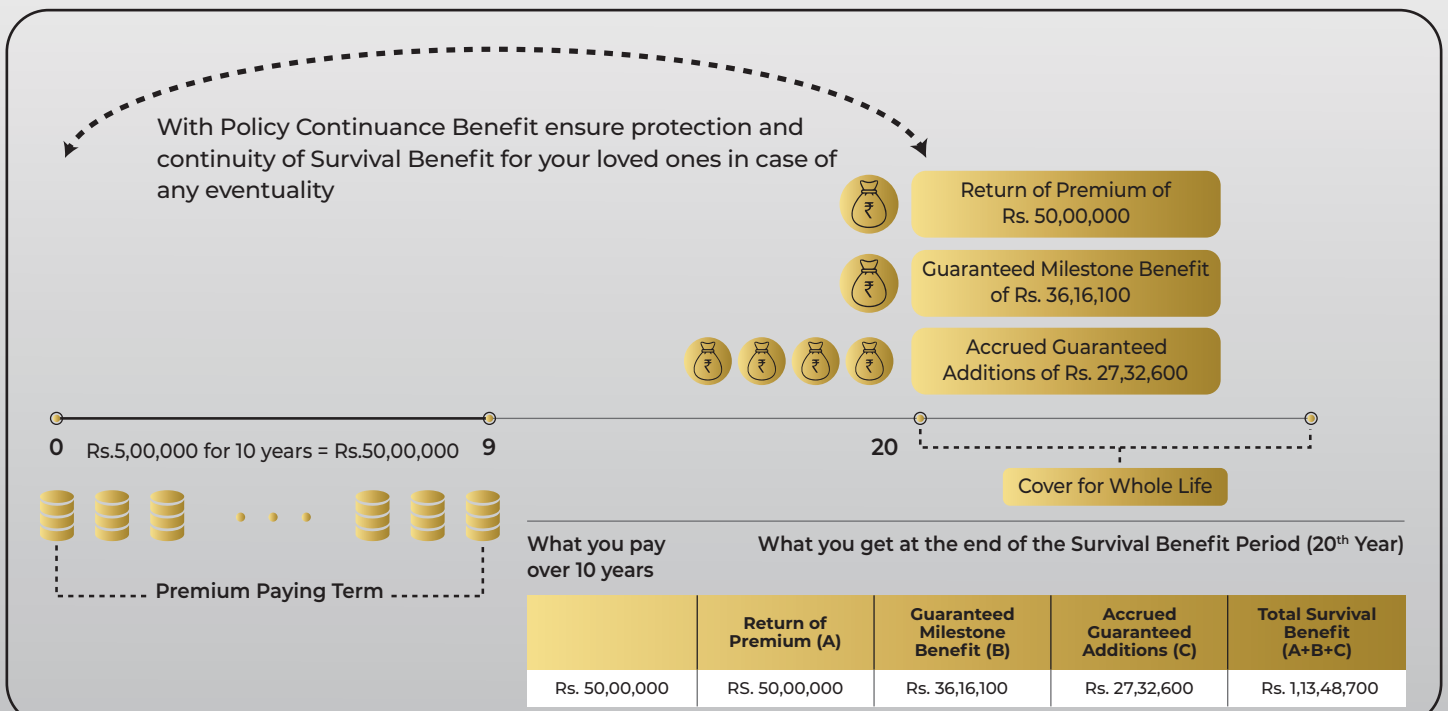 With Policy Continuance Benefit ensure protection and
continuity of Survival Benefit for your loved ones in case of
any eventuality
₹
Return of Premium of
Rs. 50,00,000
₹
Guaranteed Milestone Benefit
of Rs. 36,16,100
₹ ₹ ₹ ₹
Accrued Guaranteed
Additions of Rs. 27,32,600
0 Rs.5,00,000 for 10 years = Rs.50,00,000 9 20
Cover for Whole Life
Premium Paying Term
What you pay
over 10 years
What you get at the end of the Survival Benefit Period (20th Year)
Return of
Premium (A)
Guaranteed
Milestone
Benefit (B)
Accrued
Guaranteed
Additions (C)
Total Survival
Benefit
(A+B+C)
Rs. 50,00,000 RS. 50,00,000 Rs. 36,16,100 Rs. 27,32,600 Rs. 1,13,48,700